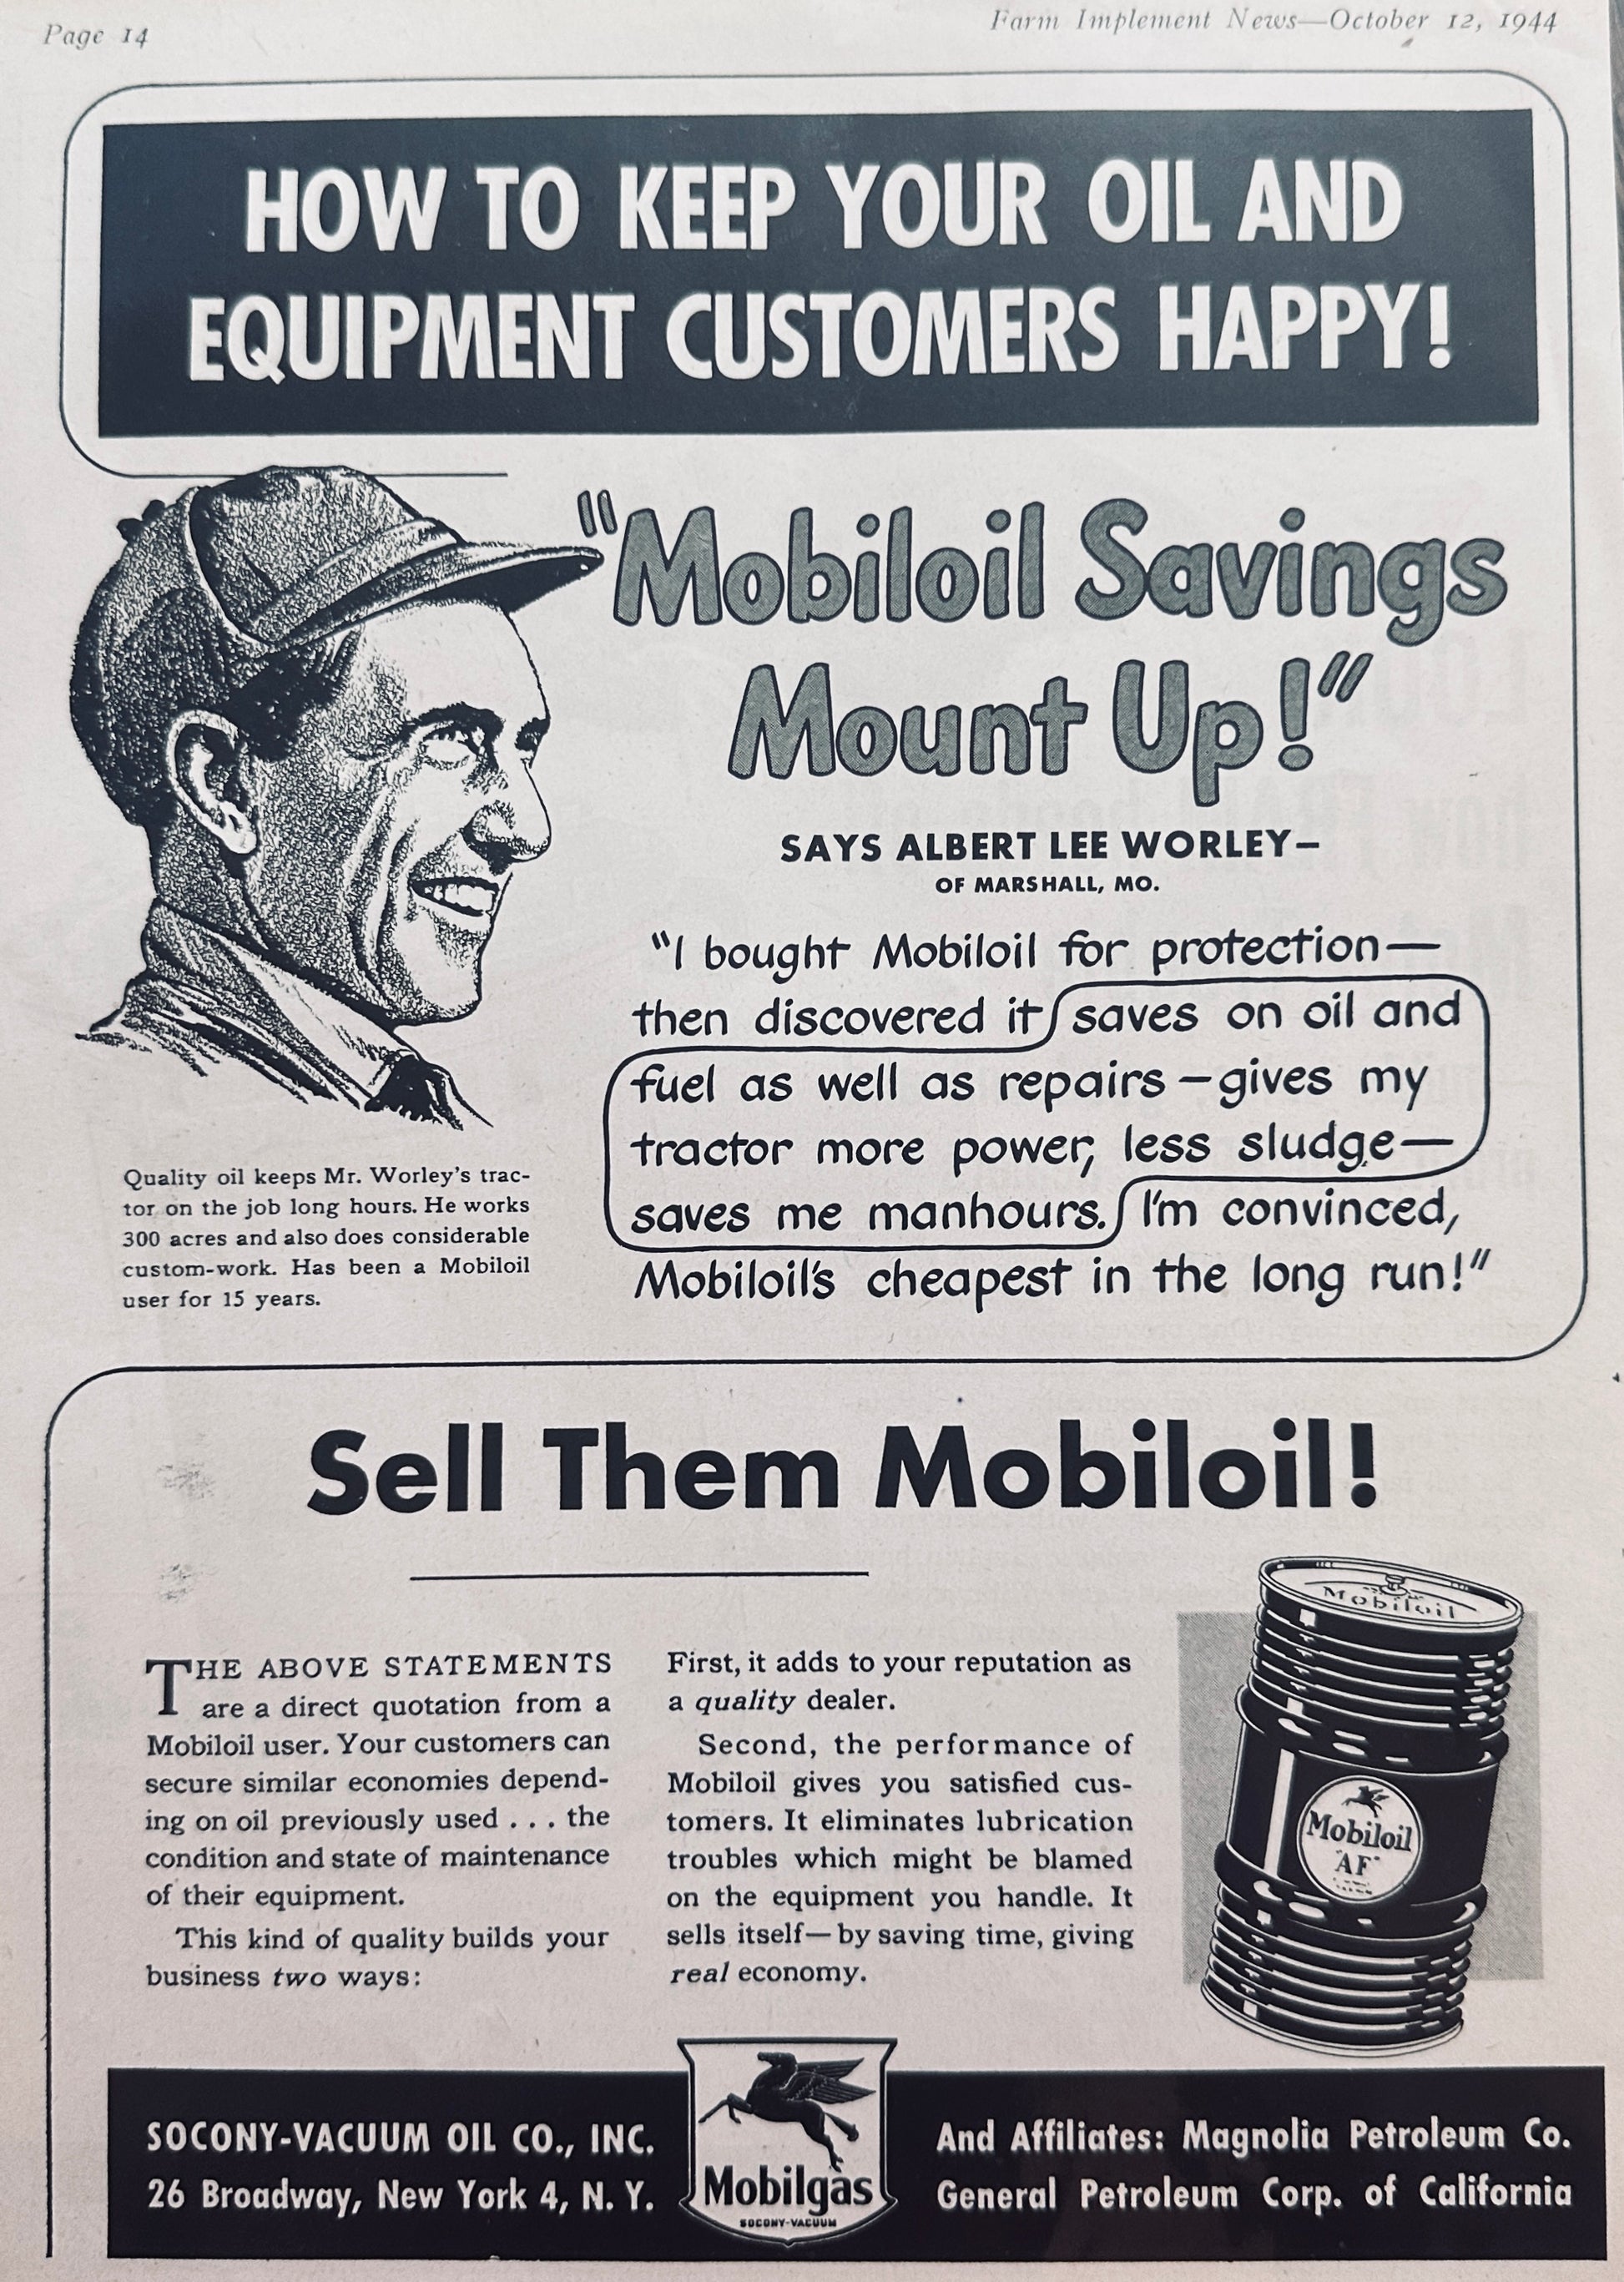 Page 14
Farm Implement News—October 12, 1944
HOW TO KEEP YOUR OIL AND
EQUIPMENT CUSTOMERS HAPPY!
"Mobiloil Savings
Mount Up!"
SAYS ALBERT LEE WORLEY—
OF MARSHALL, MO.
"I bought Mobiloil for protection—
then discovered it saves on oil and
fuel as well as repairs—gives my
tractor more power, less sludge—
saves me manhours. I'm convinced,
Mobiloil's cheapest in the long run!"
Quality oil keeps Mr. Worley's trac-
tor on the job long hours. He works
300 acres and also does considerable
custom-work. Has been a Mobiloil
user for 15 years.
Sell Them Mobiloil!
THE ABOVE STATEMENTS
are a direct quotation from a
Mobiloil user. Your customers can
secure similar economies depend-
ing on oil previously used . . . the
condition and state of maintenance
of their equipment.
This kind of quality builds your
business two ways:
First, it adds to your reputation as
a quality dealer.
Second, the performance of
Mobiloil gives you satisfied cus-
tomers. It eliminates lubrication
troubles which might be blamed
on the equipment you handle. It
sells itself—by saving time, giving
real economy.
Mobiloil
Mobiloil
"AF"
SOCONY-VACUUM OIL CO., INC.
26 Broadway, New York 4, N. Y.
Mobilgas
SOCONY-VACUUM
And Affiliates: Magnolia Petroleum Co.
General Petroleum Corp. of California